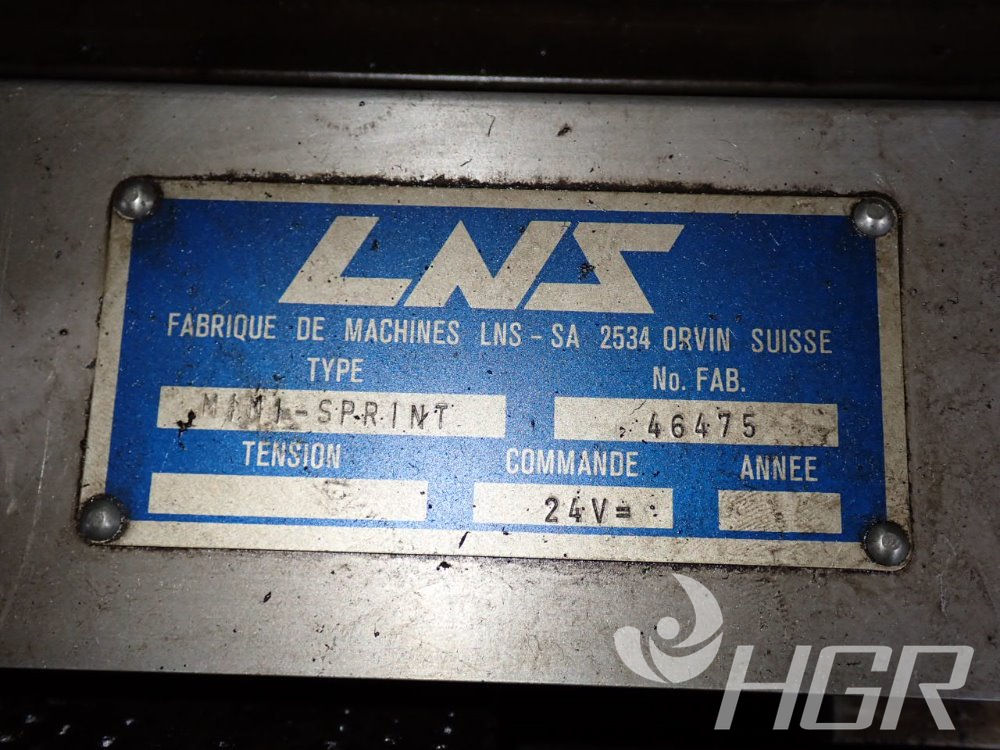 LNS
FABRIQUE DE MACHINES LNS - SA 2534 ORVIN SUISSE
TYPE No. FAB.
MINI-SPRINT 46475
TENSION COMMANDE ANNEE
24V=
HGR